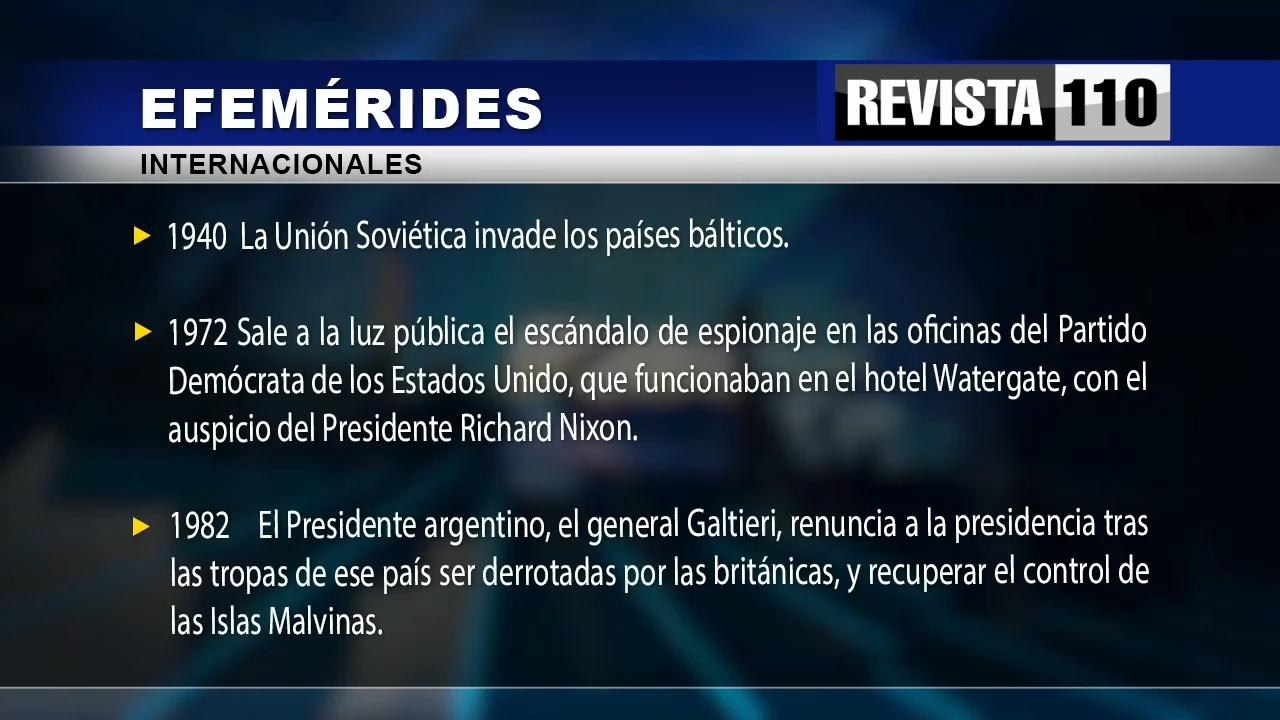 EFEMÉRIDES
REVISTA 110
INTERNACIONALES
1940 La Unión Soviética invade los países bálticos.
1972 Sale a la luz pública el escándalo de espionaje en las oficinas del Partido
Demócrata de los Estados Unido, que funcionaban en el hotel Watergate, con el
auspicio del Presidente Richard Nixon.
1982 El Presidente argentino, el general Galtieri, renuncia a la presidencia tras
las tropas de ese país ser derrotadas por las británicas, y recuperar el control de
las Islas Malvinas.